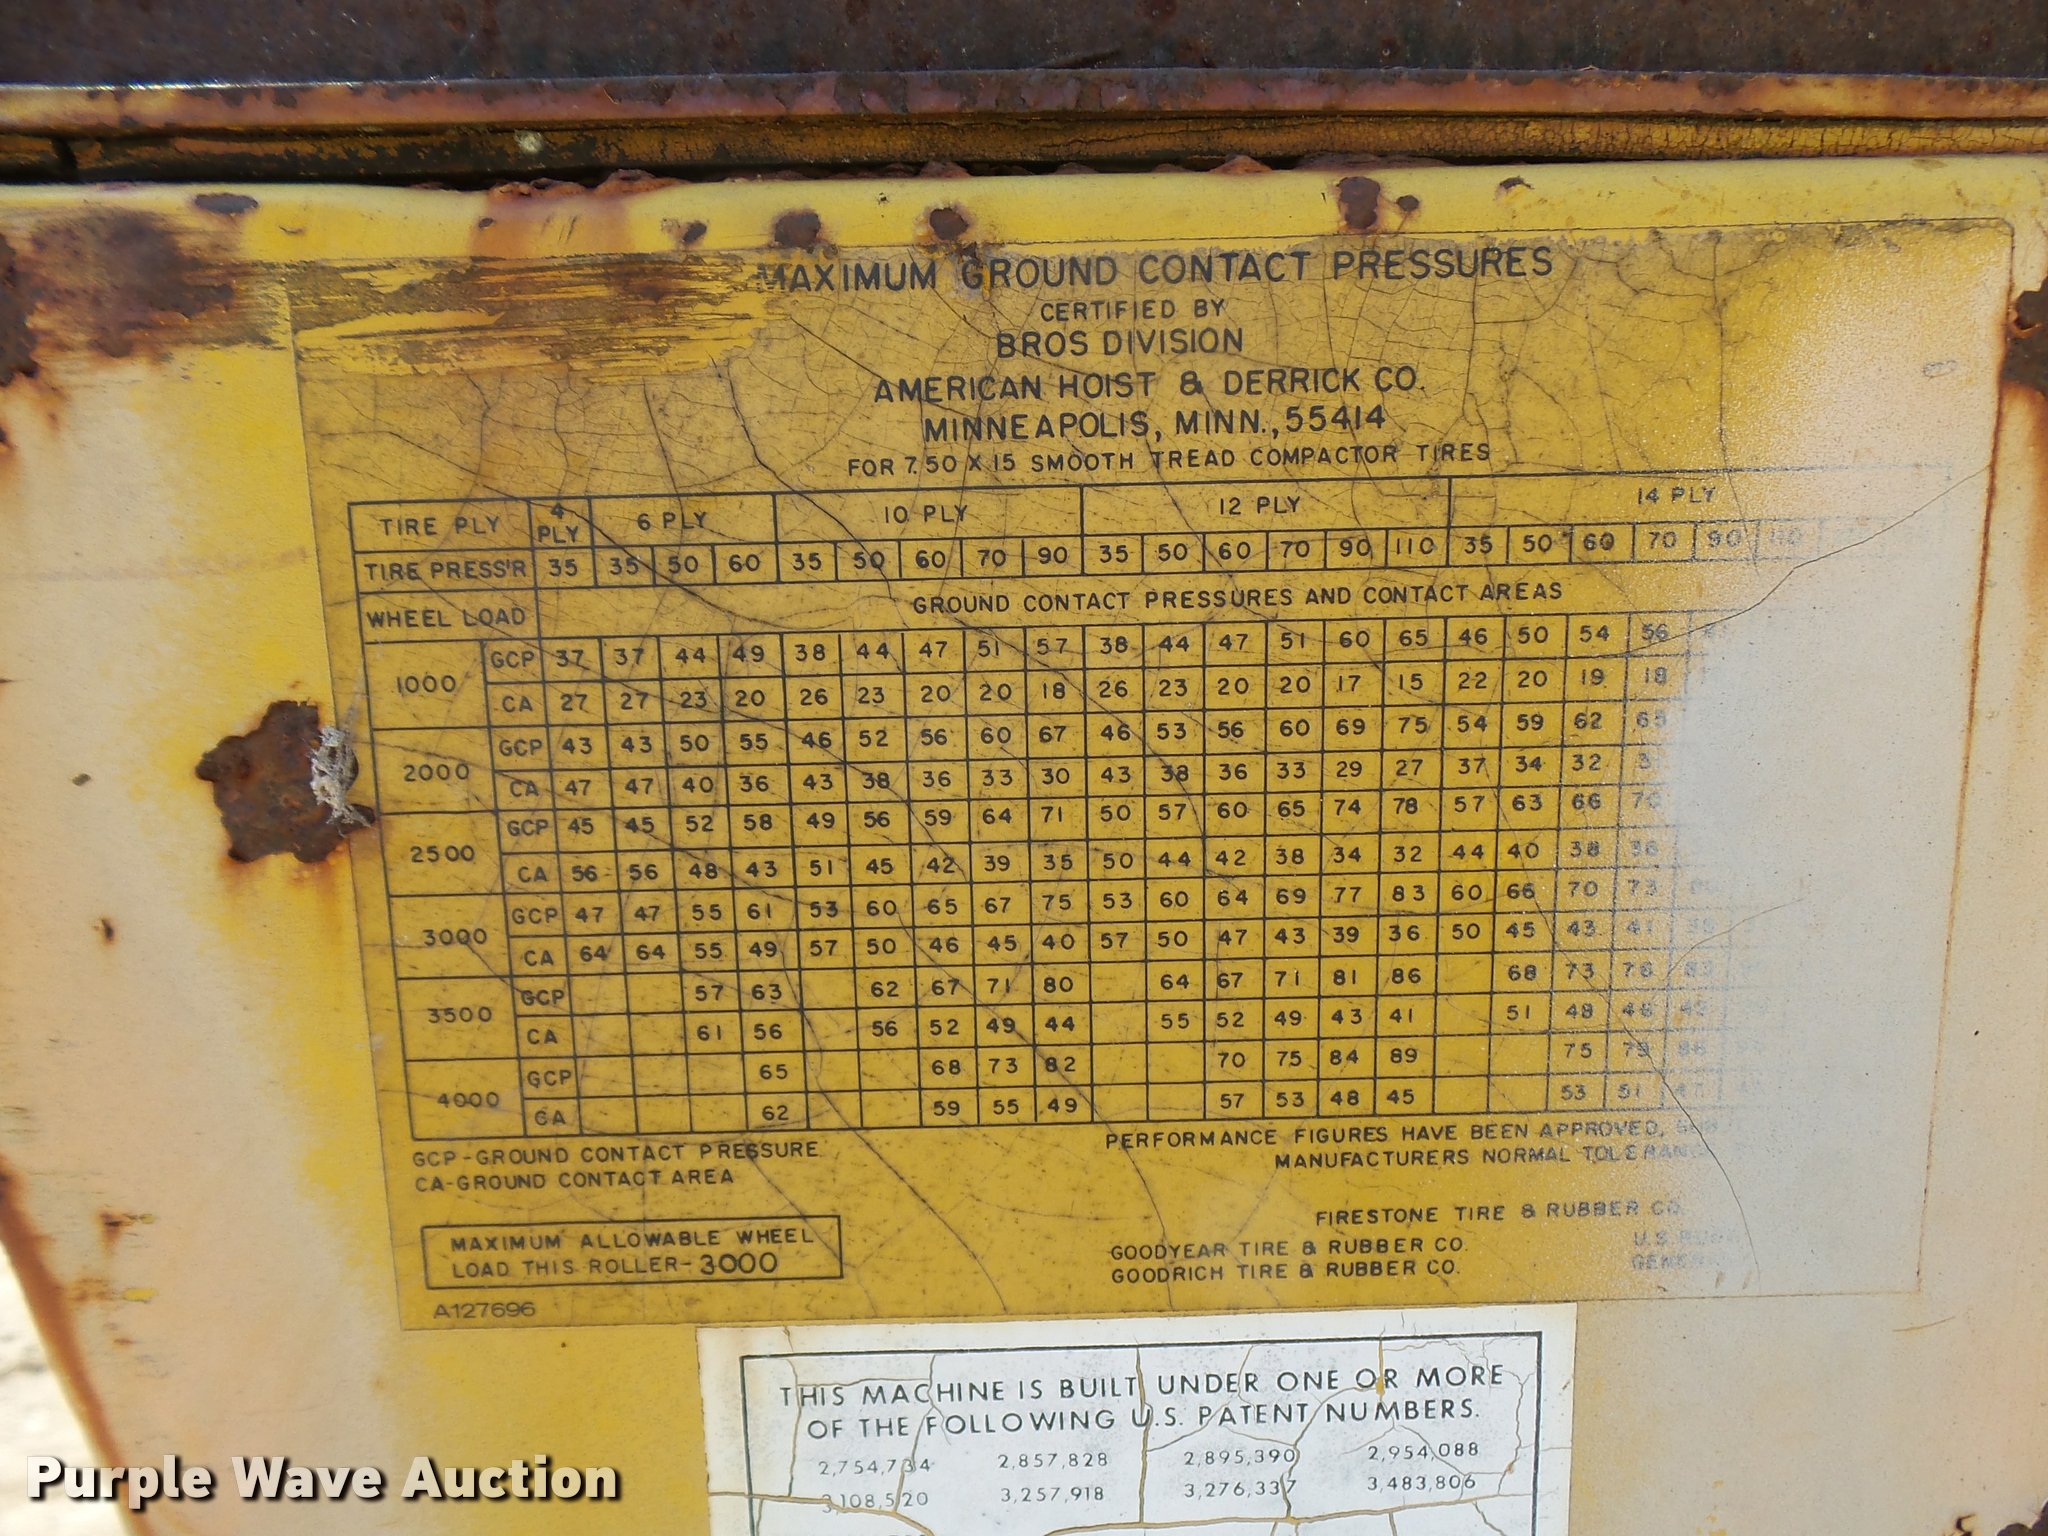 MAXIMUM GROUND CONTACT PRESSURES
CERTIFIED BY
BROS DIVISION
AMERICAN HOIST & DERRICK CO.
MINNEAPOLIS, MINN., 55414
FOR 7.50 X 15 SMOOTH TREAD COMPACTOR TIRES
TIRE PLY 4 PLY 6 PLY 10 PLY 12 PLY 14 PLY
TIRE PRESS'R 35 35 50 60 35 50 60 70 90 35 50 60 70 90 110 35 50 60 70 90
WHEEL LOAD GROUND CONTACT PRESSURES AND CONTACT AREAS
1000 GCP 37 37 44 49 38 44 47 51 57 38 44 47 51 60 65 46 50 54 56
CA 27 27 23 20 26 23 20 20 18 26 23 20 20 17 15 22 20 19 18
2000 GCP 43 43 50 55 46 52 56 60 67 46 53 56 60 69 75 54 59 62 65
CA 47 47 40 36 43 38 36 33 30 43 38 36 33 29 27 37 34 32
2500 GCP 45 45 52 58 49 56 59 64 71 50 57 60 65 74 78 57 63 66 70
CA 56 56 48 43 51 45 42 39 35 50 44 42 38 34 32 44 40 38 36
3000 GCP 47 47 55 61 53 60 65 67 75 53 60 64 69 77 83 60 66 70 73
CA 64 64 55 49 57 50 46 45 40 57 50 47 43 39 36 50 45 43 41
3500 GCP 57 63 62 67 71 80 64 67 71 81 86 68 73 76 83
CA 61 56 56 52 49 44 55 52 49 43 41 51 48 46
4000 GCP 65 68 73 82 70 75 84 89 75 79
CA 62 59 55 49 57 53 48 45 53 51
GCP-GROUND CONTACT PRESSURE
CA-GROUND CONTACT AREA
PERFORMANCE FIGURES HAVE BEEN APPROVED,
MANUFACTURERS NORMAL
MAXIMUM ALLOWABLE WHEEL
LOAD THIS ROLLER-3000
A127696
FIRESTONE TIRE & RUBBER CO.
GOODYEAR TIRE & RUBBER CO. U.S.
GOODRICH TIRE & RUBBER CO.
THIS MACHINE IS BUILT UNDER ONE OR MORE
OF THE FOLLOWING U.S. PATENT NUMBERS.
2,754,734 2,857,828 2,895,390 2,954,088
3,108,520 3,257,918 3,276,337 3,483,806
Purple Wave Auction